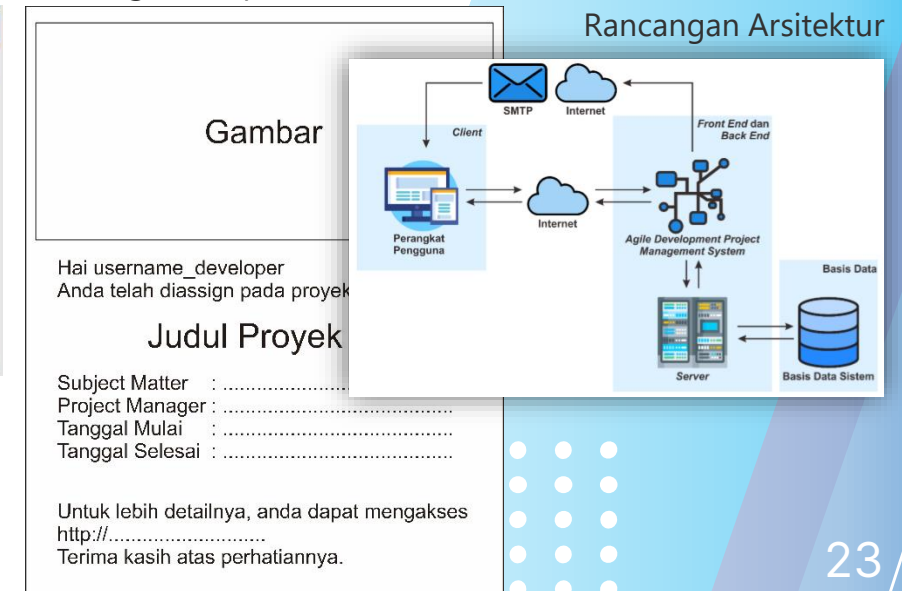 Rancangan Arsitektur
Gambar
Hai username_developer
Anda telah diassign pada proyek
Judul Proyek
Subject Matter : ........................
Project Manager : .........................................
Tanggal Mulai : .........................................
Tanggal Selesai : .........................................
Untuk lebih detailnya, anda dapat mengakses
http://............................
Terima kasih atas perhatiannya.
SMTP
Internet
Client
Front End dan
Back End
Perangkat
Pengguna
Internet
Agile Development Project
Management System
Basis Data
Server
Basis Data Sistem
23